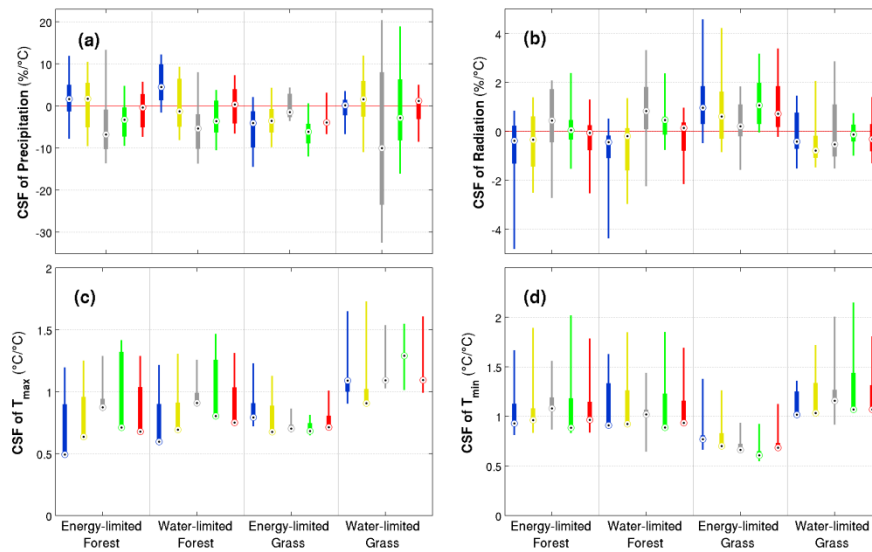 (a)
CSF of Precipitation (%/°C)
20
10
0
-10
-20
-30
(b)
CSF of Radiation (%/°C)
4
2
0
-2
-4
(c)
CSF of Tmax (°C/°C)
2
1.5
1
0.5
0
Energy-limited Forest
Water-limited Forest
Energy-limited Grass
Water-limited Grass
(d)
CSF of Tmin (°C/°C)
2
1.5
1
0.5
0
Energy-limited Forest
Water-limited Forest
Energy-limited Grass
Water-limited Grass